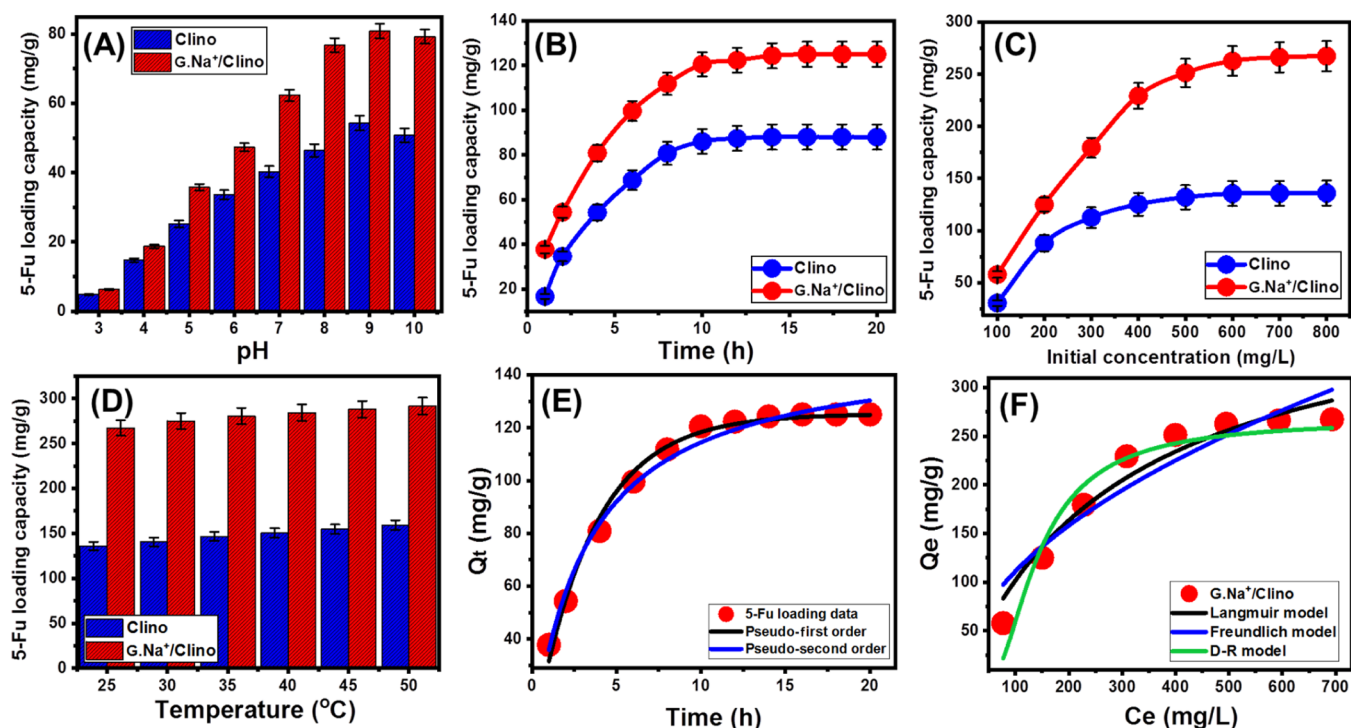 (A)
Clino
G.Na⁺/Clino
5-Fu loading capacity (mg/g)
80
60
40
20
0
3 4 5 6 7 8 9 10
pH
(B)
Clino
G.Na⁺/Clino
5-Fu loading capacity (mg/g)
140
120
100
80
60
40
20
0 5 10 15 20
Time (h)
(C)
Clino
G.Na⁺/Clino
5-Fu loading capacity (mg/g)
300
250
200
150
100
50
100 200 300 400 500 600 700 800
Initial concentration (mg/L)
(D)
Clino
G.Na⁺/Clino
5-Fu loading capacity (mg/g)
300
250
200
150
100
50
0
25 30 35 40 45 50
Temperature (°C)
(E)
5-Fu loading data
Pseudo-first order
Pseudo-second order
Qt (mg/g)
120
100
80
60
40
0 5 10 15 20
Time (h)
(F)
G.Na⁺/Clino
Langmuir model
Freundlich model
D-R model
Qe (mg/g)
300
250
200
150
100
50
100 200 300 400 500 600 700
Ce (mg/L)